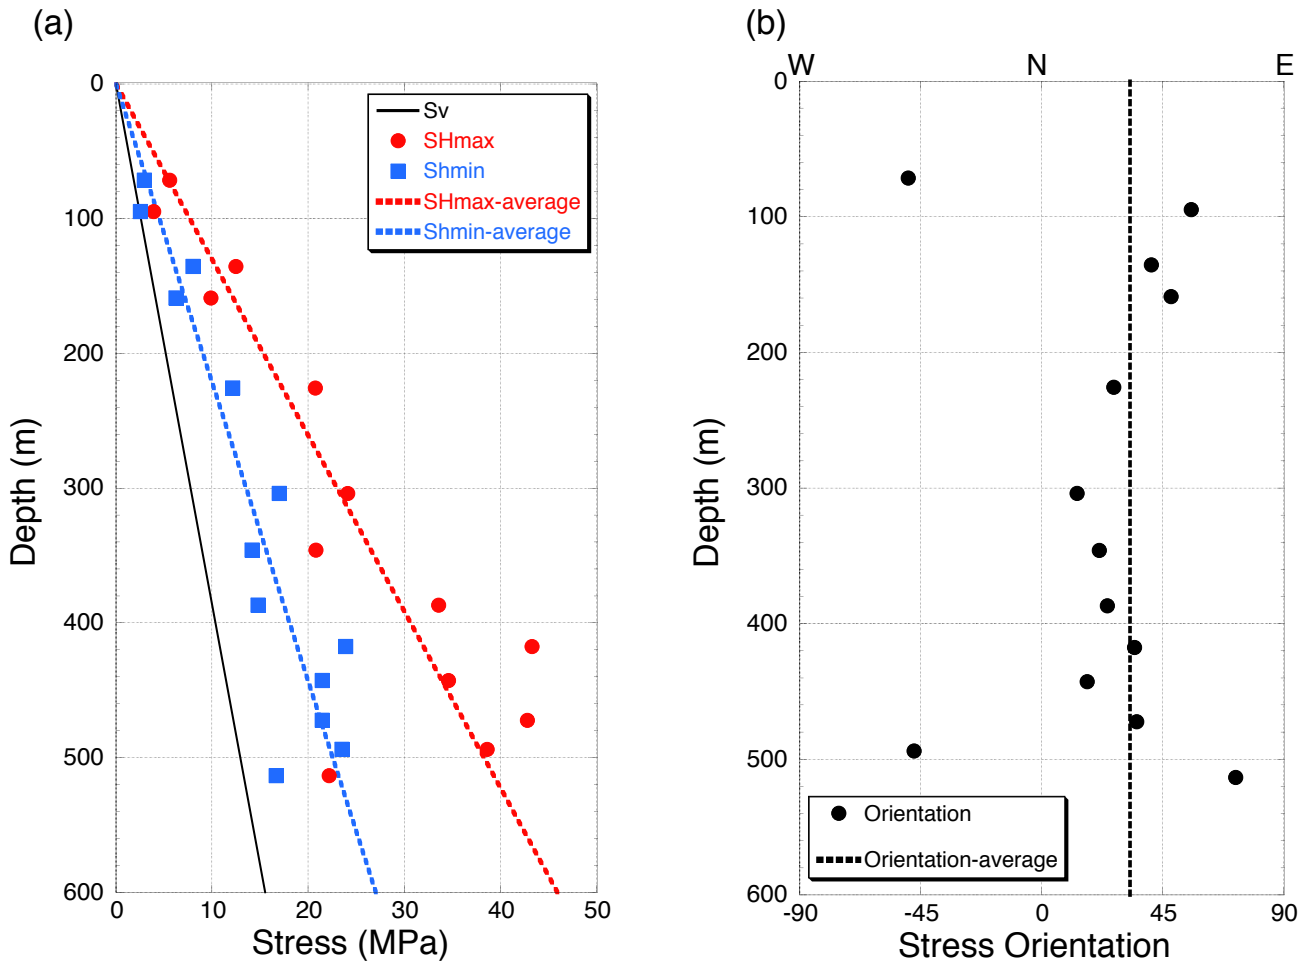 (a)
0
100
200
300
400
500
600
Depth (m)
Sv
SHmax
Shmin
SHmax-average
Shmin-average
0 10 20 30 40 50
Stress (MPa)
(b)
W N E
0
100
200
300
400
500
600
Depth (m)
Orientation
Orientation-average
-90 -45 0 45 90
Stress Orientation